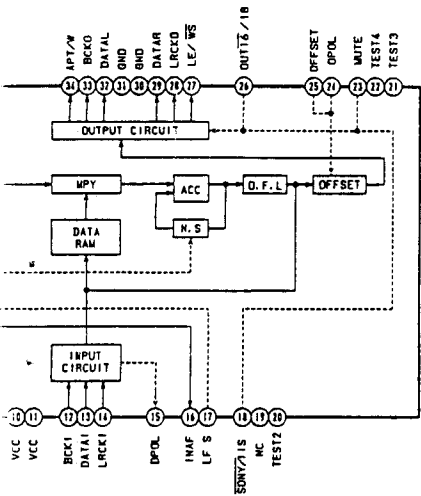 APT/W
BCKO
DATAL
GND
GND
DATAR
LRCKO
LE/WS
OUT16/18
OFFSET
OPOL
MUTE
TEST4
TEST3
34
33
32
31
30
29
28
27
26
25
24
23
22
21
OUTPUT CIRCUIT
MPY
ACC
O.F.L
OFFSET
DATA
RAM
N.S
INPUT
CIRCUIT
10
11
12
13
14
15
16
17
18
19
20
VCC
VCC
BCKI
DATAI
LRCKI
DPOL
INAF
LFS
SONY/IIS
NC
TEST2